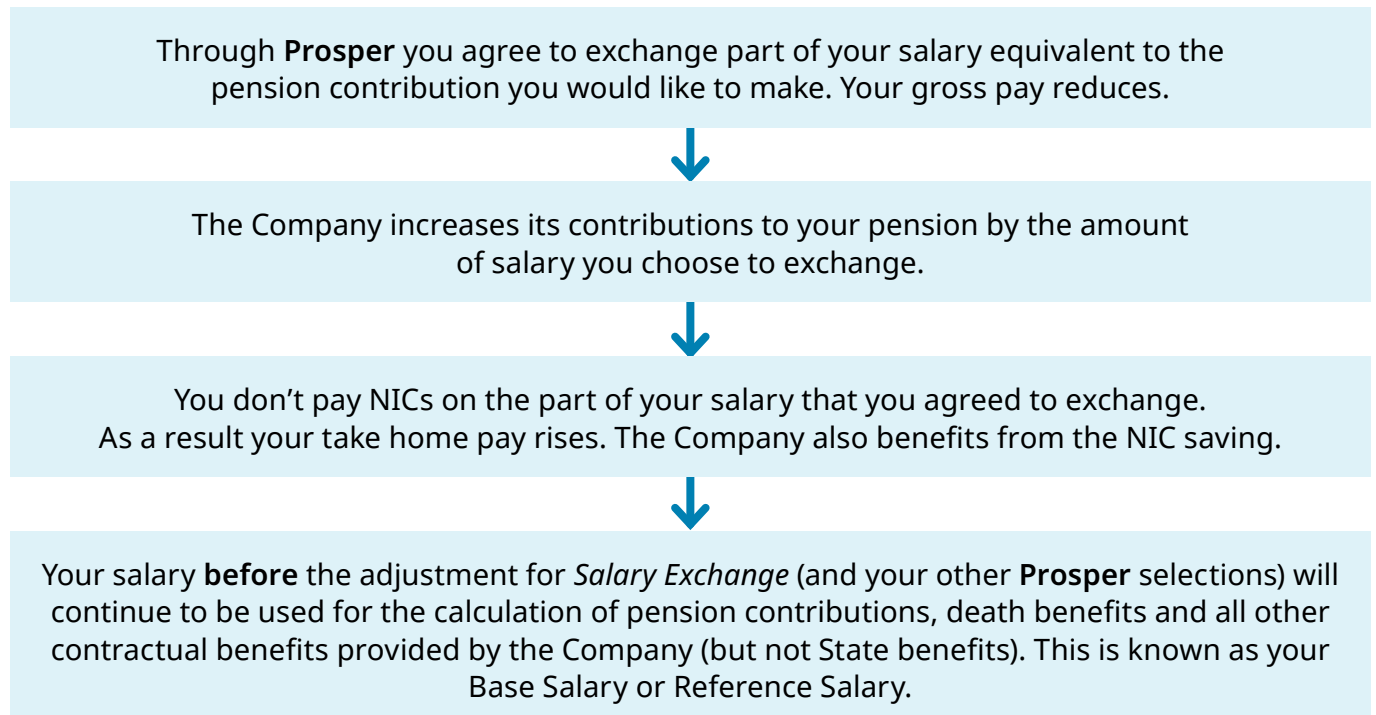 Through Prosper you agree to exchange part of your salary equivalent to the
pension contribution you would like to make. Your gross pay reduces.
The Company increases its contributions to your pension by the amount
of salary you choose to exchange.
You don’t pay NICs on the part of your salary that you agreed to exchange.
As a result your take home pay rises. The Company also benefits from the NIC saving.
Your salary before the adjustment for Salary Exchange (and your other Prosper selections) will
continue to be used for the calculation of pension contributions, death benefits and all other
contractual benefits provided by the Company (but not State benefits). This is known as your
Base Salary or Reference Salary.